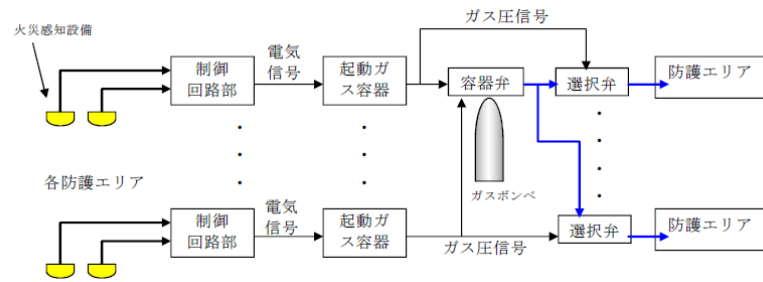 火災感知設備
ガス圧信号
制御
回路部
電気
信号
起動ガ
ス容器
容器弁
選択弁
防護エリア
ガスボンベ
各防護エリア
制御
回路部
電気
信号
起動ガ
ス容器
ガス圧信号
選択弁
防護エリア